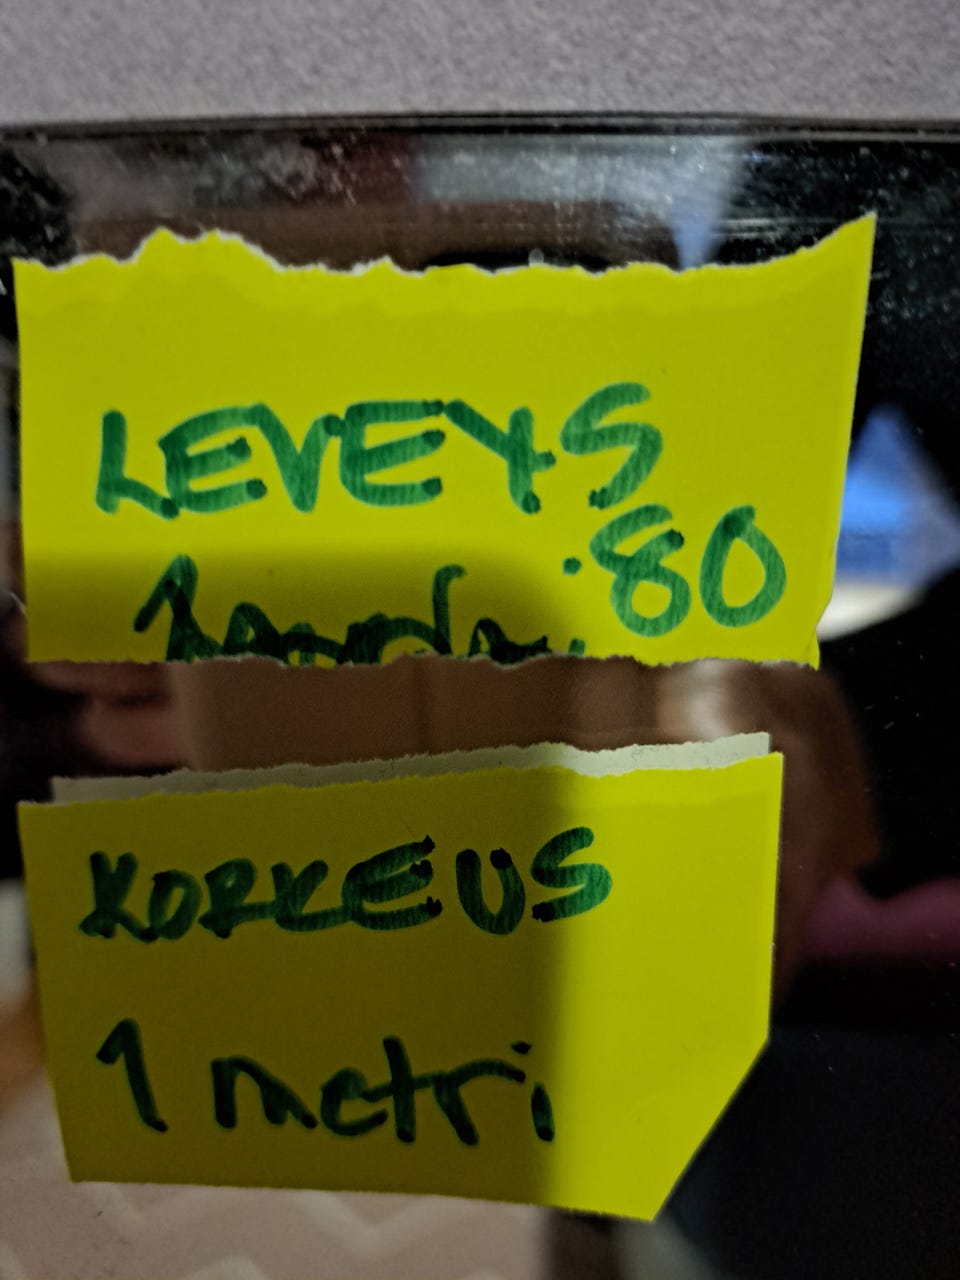 LEVEYS
80
KORKEUS
1 metri